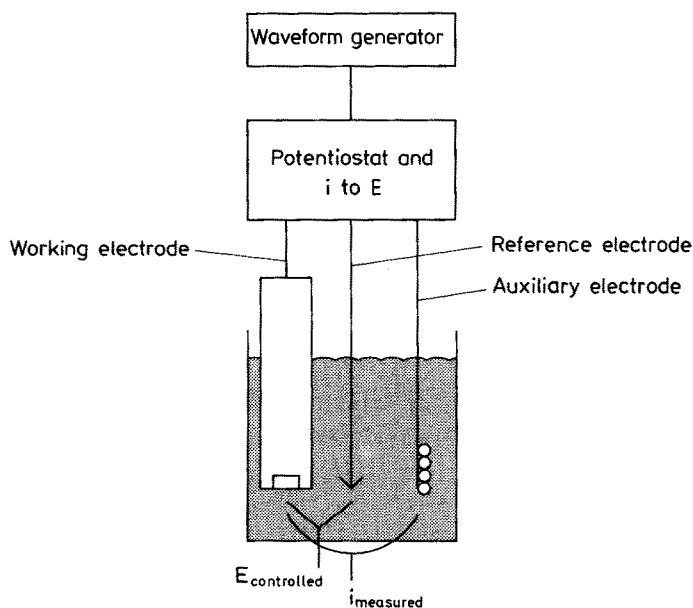 Waveform generator
Potentiostat and
i to E
Working electrode
Reference electrode
Auxiliary electrode
Econtrolled
imeasured